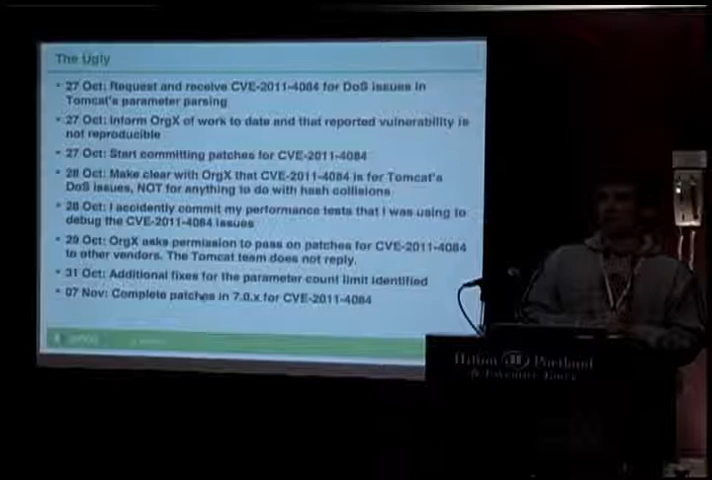 The Ugly
• 27 Oct: Request and receive CVE-2011-4084 for DoS issues in
Tomcat's parameter parsing
• 27 Oct: Inform OrgX of work to date and that reported vulnerability is
not reproducible
• 27 Oct: Start committing patches for CVE-2011-4084
• 28 Oct: Make clear with OrgX that CVE-2011-4084 is for Tomcat's
DoS issues, NOT for anything to do with hash collisions
• 28 Oct: I accidently commit my performance tests that I was using to
debug the CVE-2011-4084 issues
• 29 Oct: OrgX asks permission to pass on patches for CVE-2011-4084
to other vendors. The Tomcat team does not reply.
• 31 Oct: Additional fixes for the parameter count limit identified
• 07 Nov: Complete patches in 7.0.x for CVE-2011-4084
Hilton Portland
& Executive Tower